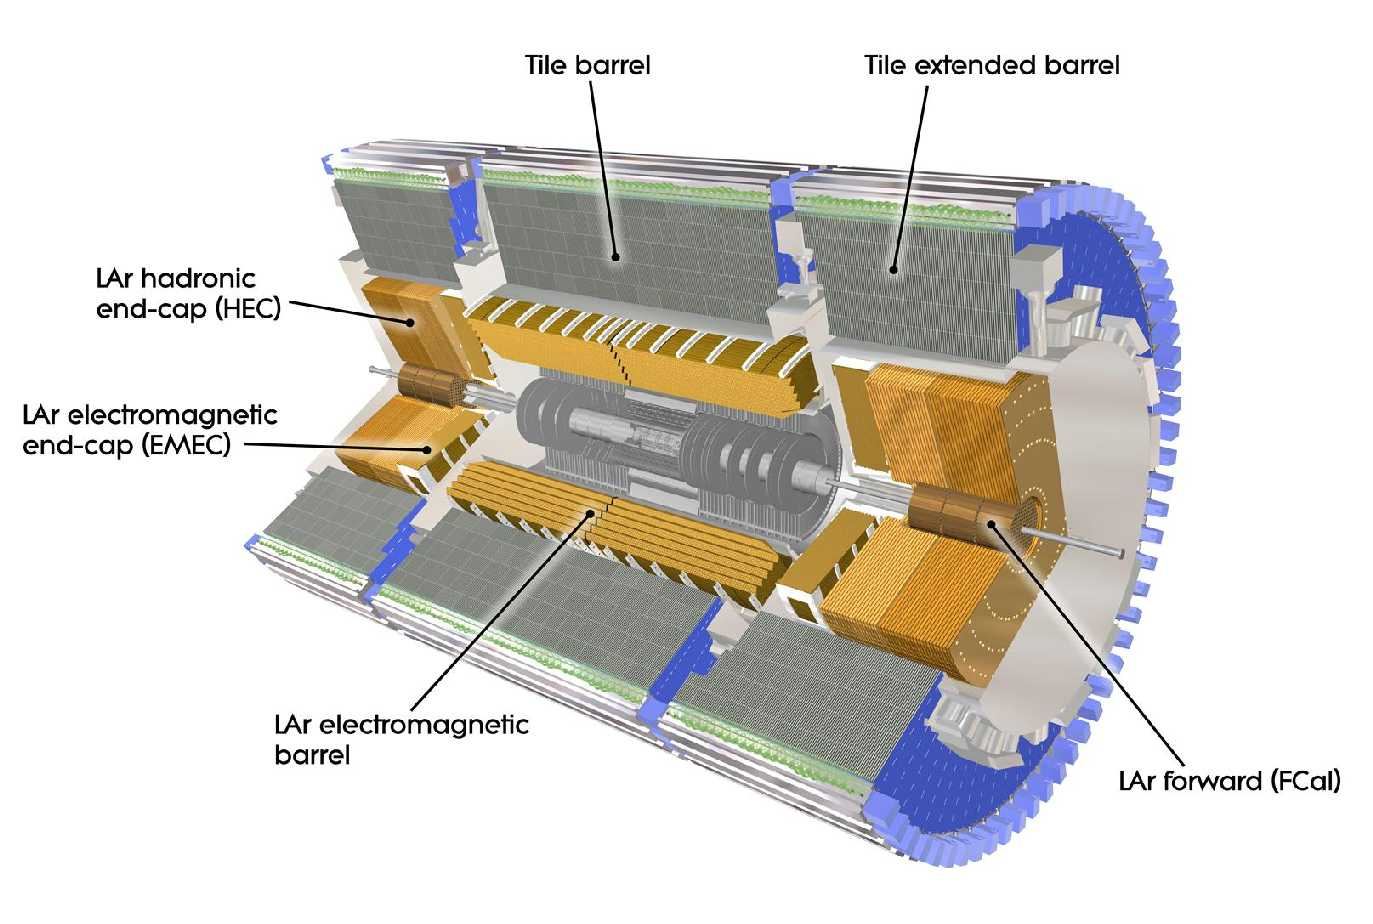 Tile barrel
Tile extended barrel
LAr hadronic
end-cap (HEC)
LAr electromagnetic
end-cap (EMEC)
LAr electromagnetic
barrel
LAr forward (FCal)